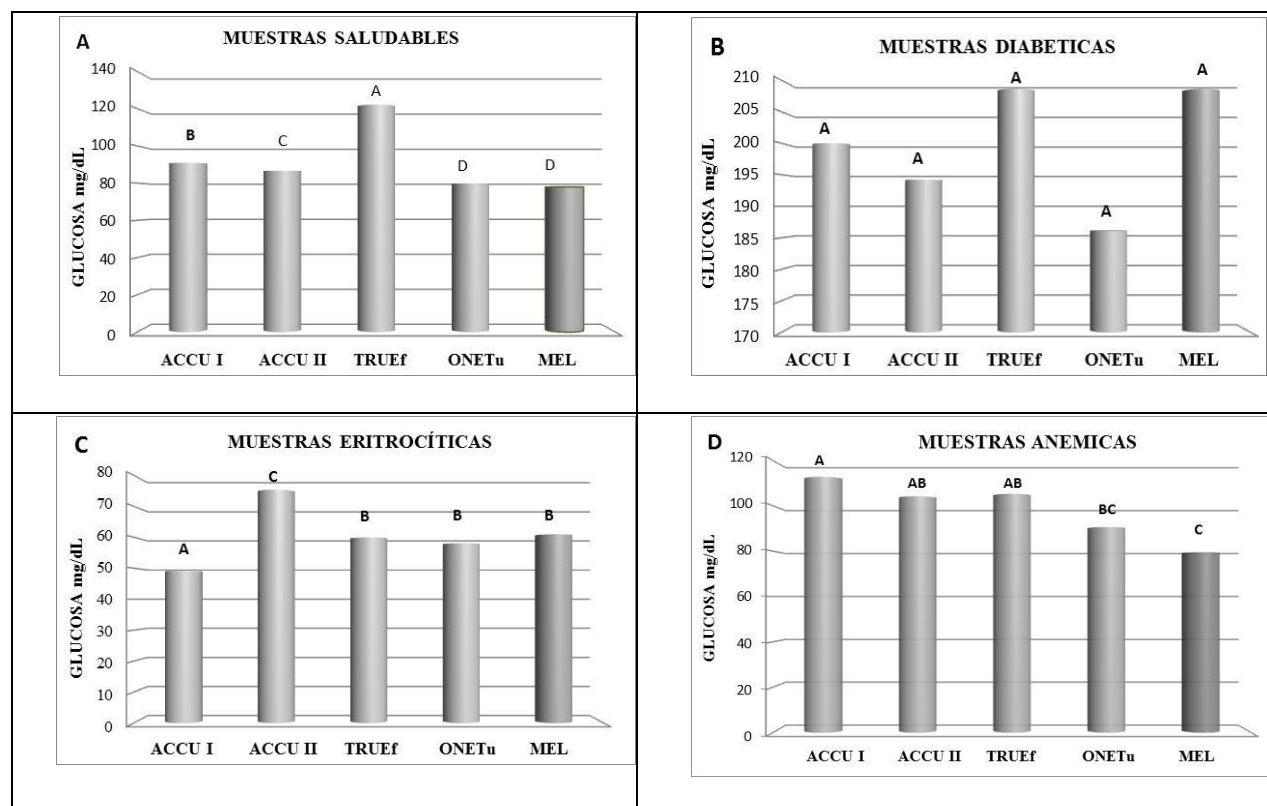 A
MUESTRAS SALUDABLES
GLUCOSA mg/dL
140
120
100
80
60
40
20
0
B
C
A
D
D
ACCU I ACCU II TRUEf ONETu MEL
B
MUESTRAS DIABETICAS
GLUCOSA mg/dL
210
205
200
195
190
185
180
175
170
A
A
A
A
A
ACCU I ACCU II TRUEf ONETu MEL
C
MUESTRAS ERITROCÍTICAS
GLUCOSA mg/dL
80
70
60
50
40
30
20
10
0
A
C
B
B
B
ACCU I ACCU II TRUEf ONETu MEL
D
MUESTRAS ANEMICAS
GLUCOSA mg/dL
120
100
80
60
40
20
0
A
AB
AB
BC
C
ACCU I ACCU II TRUEf ONETu MEL